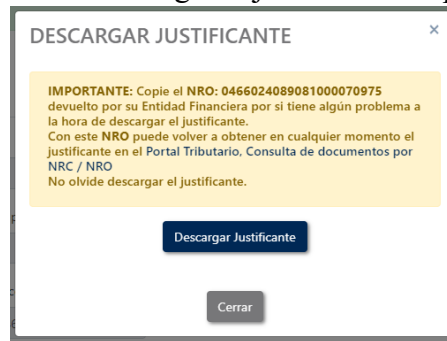 DESCARGAR JUSTIFICANTE
×
IMPORTANTE: Copie el NRO: 0466024089081000070975
devuelto por su Entidad Financiera por si tiene algún problema a
la hora de descargar el justificante.
Con este NRO puede volver a obtener en cualquier momento el
justificante en el Portal Tributario, Consulta de documentos por
NRC / NRO
No olvide descargar el justificante.
Descargar Justificante
Cerrar